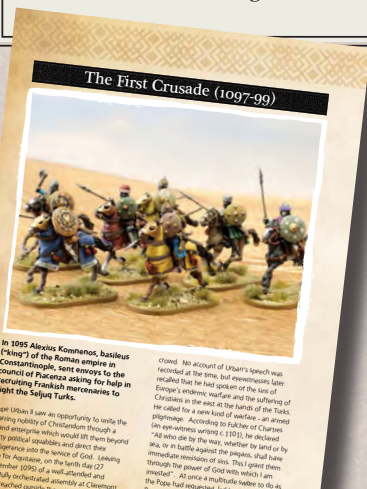 The First Crusade (1097-99)
In 1095 Alexius Komnenos, basileus
("king") of the Roman empire in
Constantinople, sent envoys to the
council of Piacenza asking for help in
recruiting Frankish mercenaries to
fight the Seljuq Turks.
Urban II saw an opportunity to unite the
nobility of Christendom through a
enterprise which would lift them beyond
political squabbles and direct their
into the service of God. Leaving
for Aquitaine, on the tenth day (27
1095) of a well-attended and
orchestrated assembly at Clermont
crowd. No account of Urban's speech was
recorded at the time, but eyewitnesses later
recalled that he had spoken of the sins of
Europe's endemic warfare and the suffering of
Christians in the east at the hands of the Turks.
He called for a new kind of warfare - an armed
pilgrimage. According to Fulcher of Chartres
(an eye-witness writing c 1101), he declared
"All who die by the way, whether by land or by
sea, or in battle against the pagans, shall have
immediate remission of sins. This I grant them
through the power of God with which I am
invested". At once a multitude swore to do as
the Pope had requested